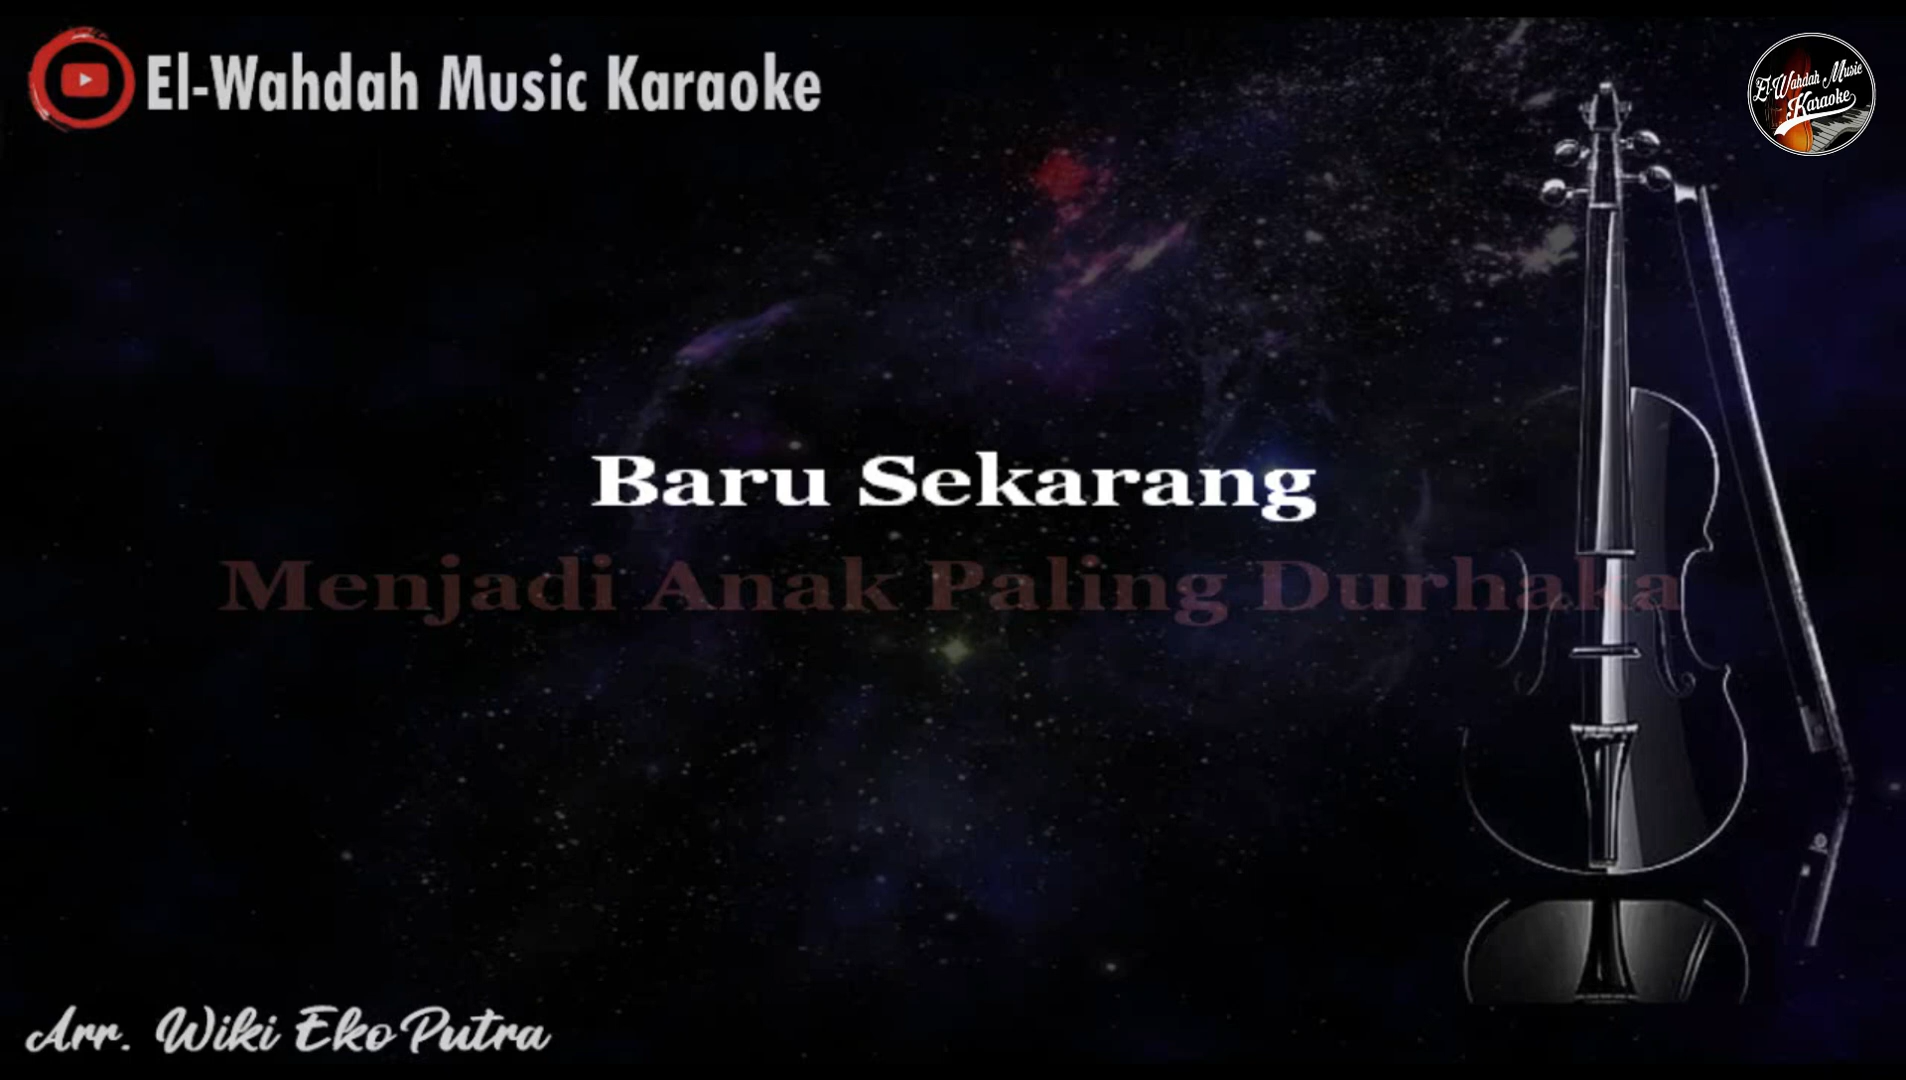 El-Wahdah Music Karaoke
El-Wahdah Music
Karaoke
Baru Sekarang
Menjadi Anak Paling Durhaka
Arr. Wiki Eko Putra